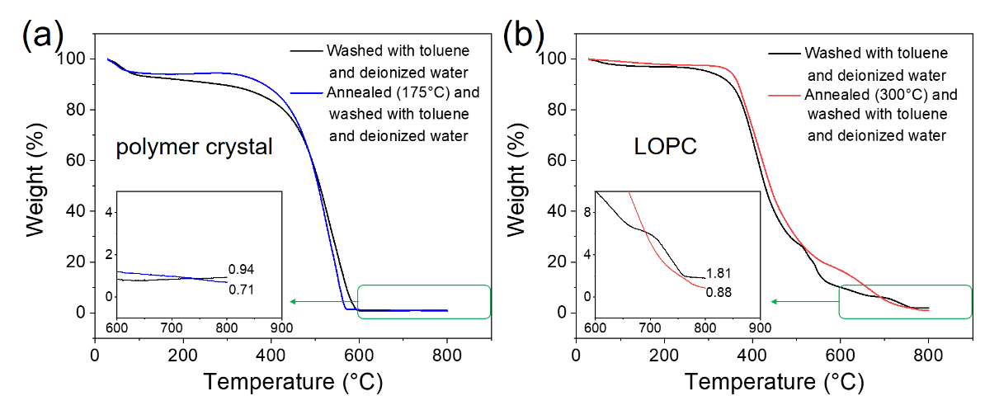 (a)
Washed with toluene
and deionized water
Annealed (175°C) and
washed with toluene
and deionized water
polymer crystal
Weight (%)
100
80
60
40
20
0
4
2
0
0.94
0.71
600 700 800 900
0 200 400 600 800
Temperature (°C)
(b)
Washed with toluene
and deionized water
Annealed (300°C) and
washed with toluene
and deionized water
LOPC
Weight (%)
100
80
60
40
20
0
8
4
0
1.81
0.88
600 700 800 900
0 200 400 600 800
Temperature (°C)